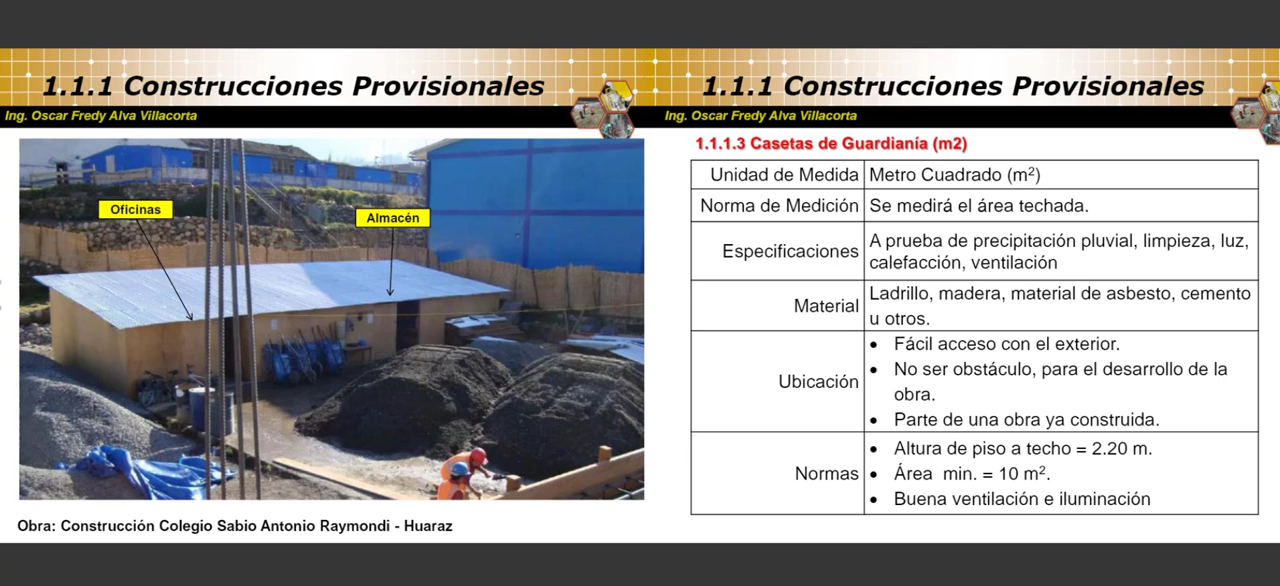 1.1.1 Construcciones Provisionales
Ing. Oscar Fredy Alva Villacorta
Oficinas
Almacén
Obra: Construcción Colegio Sabio Antonio Raymondi - Huaraz
1.1.1 Construcciones Provisionales
Ing. Oscar Fredy Alva Villacorta
1.1.1.3 Casetas de Guardianía (m2)
Unidad de Medida Metro Cuadrado (m²)
Norma de Medición Se medirá el área techada.
Especificaciones A prueba de precipitación pluvial, limpieza, luz,
calefacción, ventilación
Material Ladrillo, madera, material de asbesto, cemento
u otros.
Ubicación • Fácil acceso con el exterior.
• No ser obstáculo, para el desarrollo de la
obra.
• Parte de una obra ya construida.
Normas • Altura de piso a techo = 2.20 m.
• Área min. = 10 m².
• Buena ventilación e iluminación